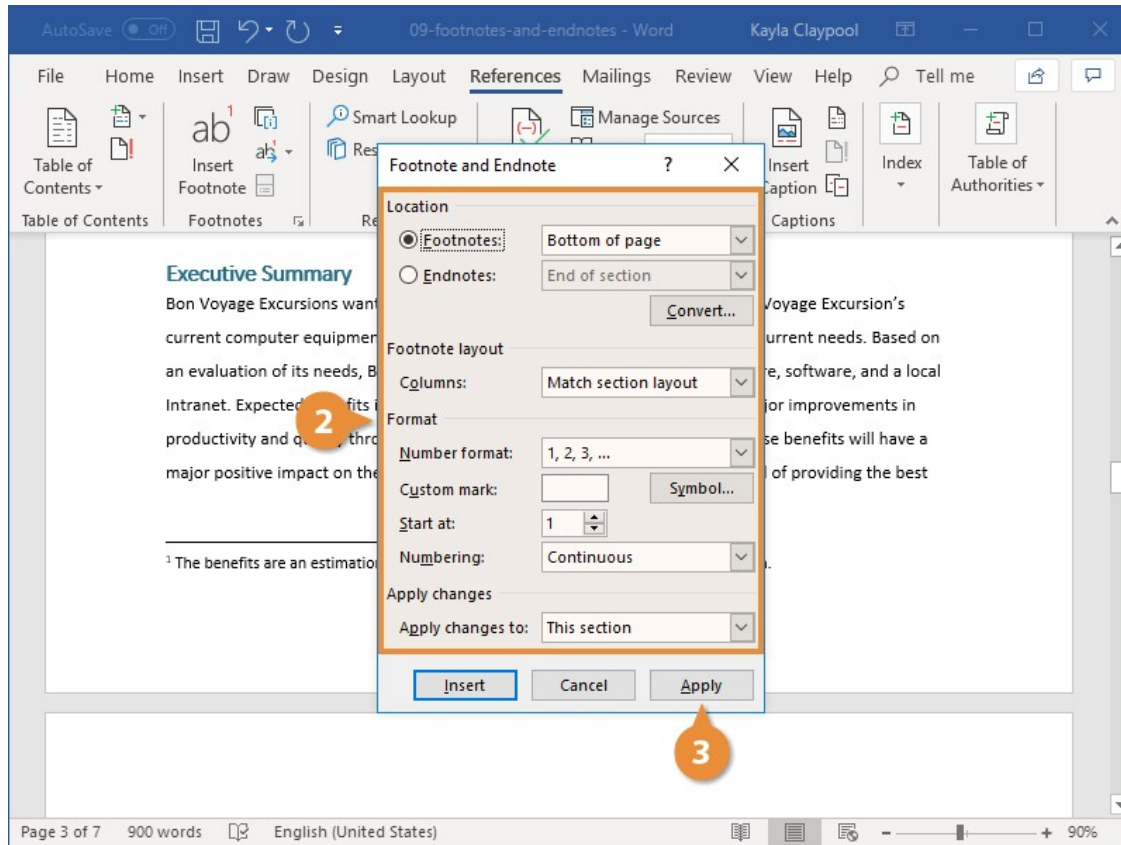 AutoSave Off 09-footnotes-and-endnotes - Word Kayla Claypool
File Home Insert Draw Design Layout References Mailings Review View Help Tell me
Table of Contents
ab1 Insert Footnote
ab1
Smart Lookup
Res
Manage Sources
Insert Caption
Index
Table of Authorities
Table of Contents Footnotes Re Captions
Footnote and Endnote ? X
Location
Footnotes: Bottom of page
Endnotes: End of section
Convert...
Footnote layout
Columns: Match section layout
Format
Number format: 1, 2, 3, ...
Custom mark: Symbol...
Start at: 1
Numbering: Continuous
Apply changes
Apply changes to: This section
Insert Cancel Apply
2
3
Executive Summary
Bon Voyage Excursions want Voyage Excursion's
current computer equipmen urrent needs. Based on
an evaluation of its needs, B re, software, and a local
Intranet. Expected fits i jor improvements in
productivity and q thro se benefits will have a
major positive impact on the l of providing the best
1 The benefits are an estimation
Page 3 of 7 900 words English (United States) 90%